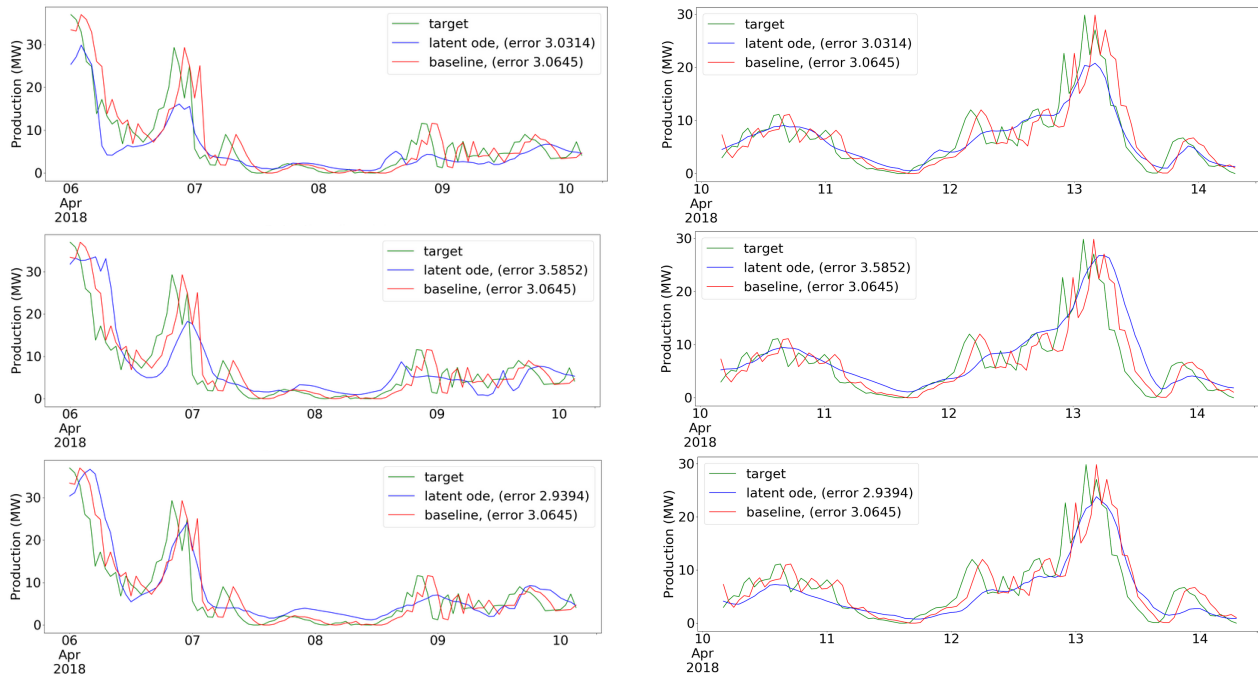 Production (MW)
30
20
10
0
target
latent ode, (error 3.0314)
baseline, (error 3.0645)
06 07 08 09 10
Apr
2018
Production (MW)
30
20
10
0
target
latent ode, (error 3.0314)
baseline, (error 3.0645)
10 11 12 13 14
Apr
2018
Production (MW)
30
20
10
0
target
latent ode, (error 3.5852)
baseline, (error 3.0645)
06 07 08 09 10
Apr
2018
Production (MW)
30
20
10
0
target
latent ode, (error 3.5852)
baseline, (error 3.0645)
10 11 12 13 14
Apr
2018
Production (MW)
30
20
10
0
target
latent ode, (error 2.9394)
baseline, (error 3.0645)
06 07 08 09 10
Apr
2018
Production (MW)
30
20
10
0
target
latent ode, (error 2.9394)
baseline, (error 3.0645)
10 11 12 13 14
Apr
2018